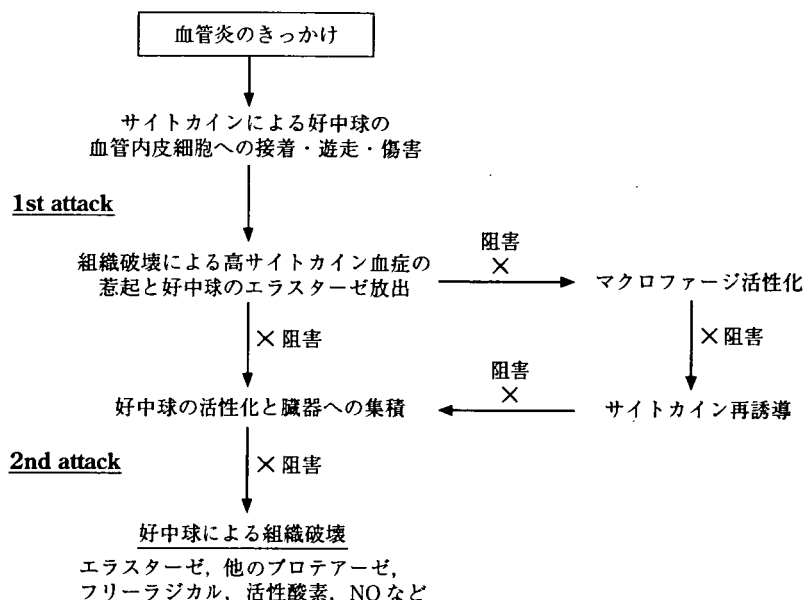 血管炎のきっかけ
サイトカインによる好中球の
血管内皮細胞への接着・遊走・傷害
1st attack
組織破壊による高サイトカイン血症の
惹起と好中球のエラスターゼ放出
阻害
×
マクロファージ活性化
×阻害
×阻害
好中球の活性化と臓器への集積
阻害
×
サイトカイン再誘導
2nd attack
×阻害
好中球による組織破壊
エラスターゼ，他のプロテアーゼ，
フリーラジカル，活性酸素，NOなど